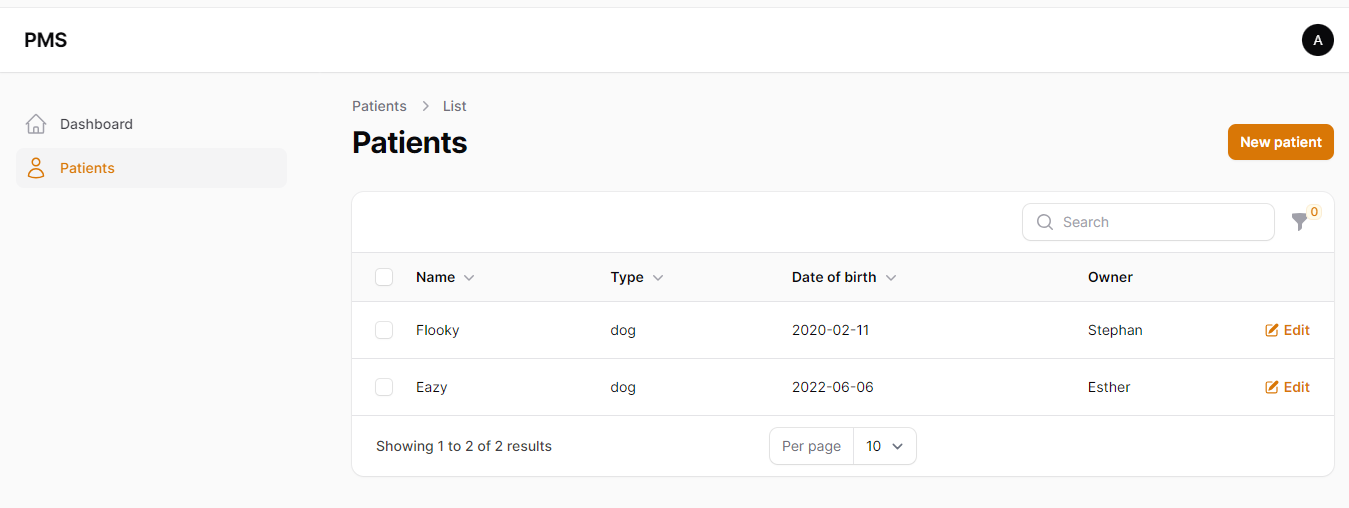 PMS
A
Dashboard
Patients
Patients > List
Patients
New patient
Search
0
Name Type Date of birth Owner
Flooky dog 2020-02-11 Stephan Edit
Eazy dog 2022-06-06 Esther Edit
Showing 1 to 2 of 2 results Per page 10